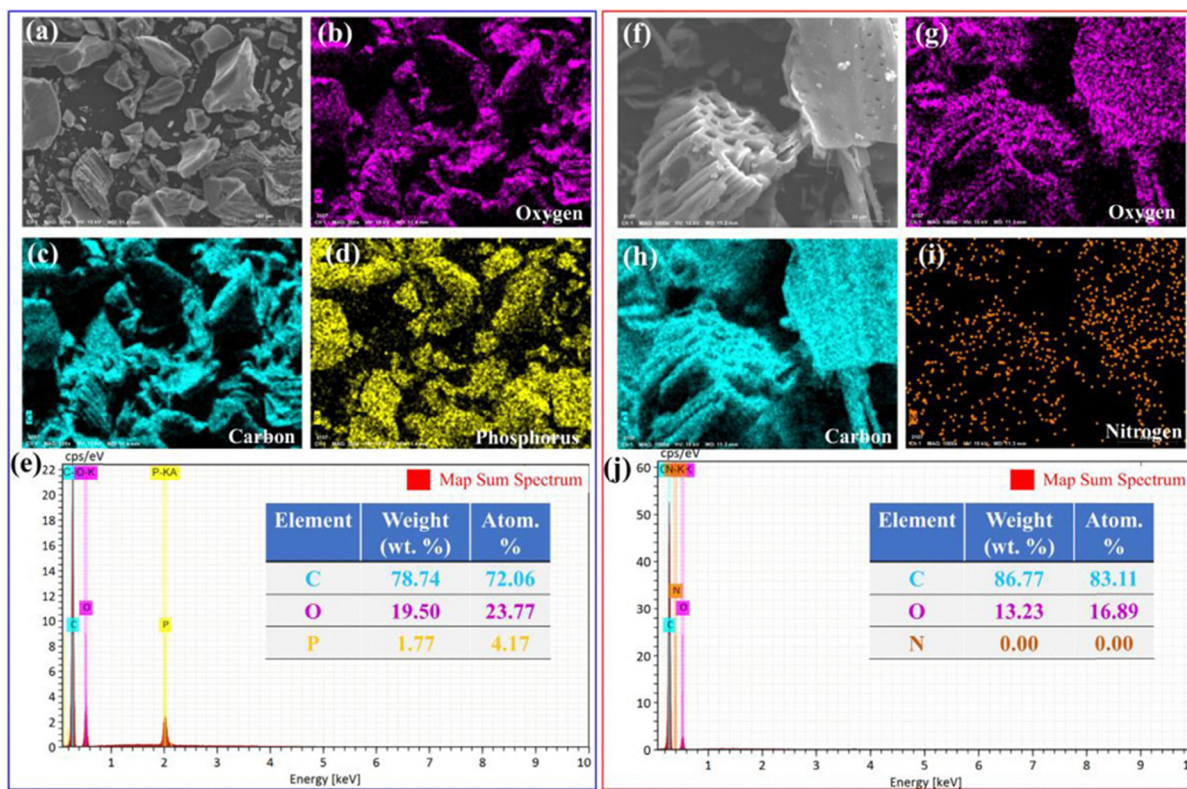 (a)
(b)
Oxygen
(c)
Carbon
(d)
Phosphorus
(e)
cps/eV
C- O-K P-KA
Map Sum Spectrum
22
20
18
16
14
12
10
8
6
4
2
0
O
C
P
Element Weight (wt. %) Atom. %
C 78.74 72.06
O 19.50 23.77
P 1.77 4.17
1 2 3 4 5 6 7 8 9 10
Energy [keV]
(f)
(g)
Oxygen
(h)
Carbon
(i)
Nitrogen
(j)
cps/eV
N-K
Map Sum Spectrum
60
50
40
30
20
10
0
N
C
O
Element Weight (wt. %) Atom. %
C 86.77 83.11
O 13.23 16.89
N 0.00 0.00
1 2 3 4 5 6 7 8 9
Energy [keV]